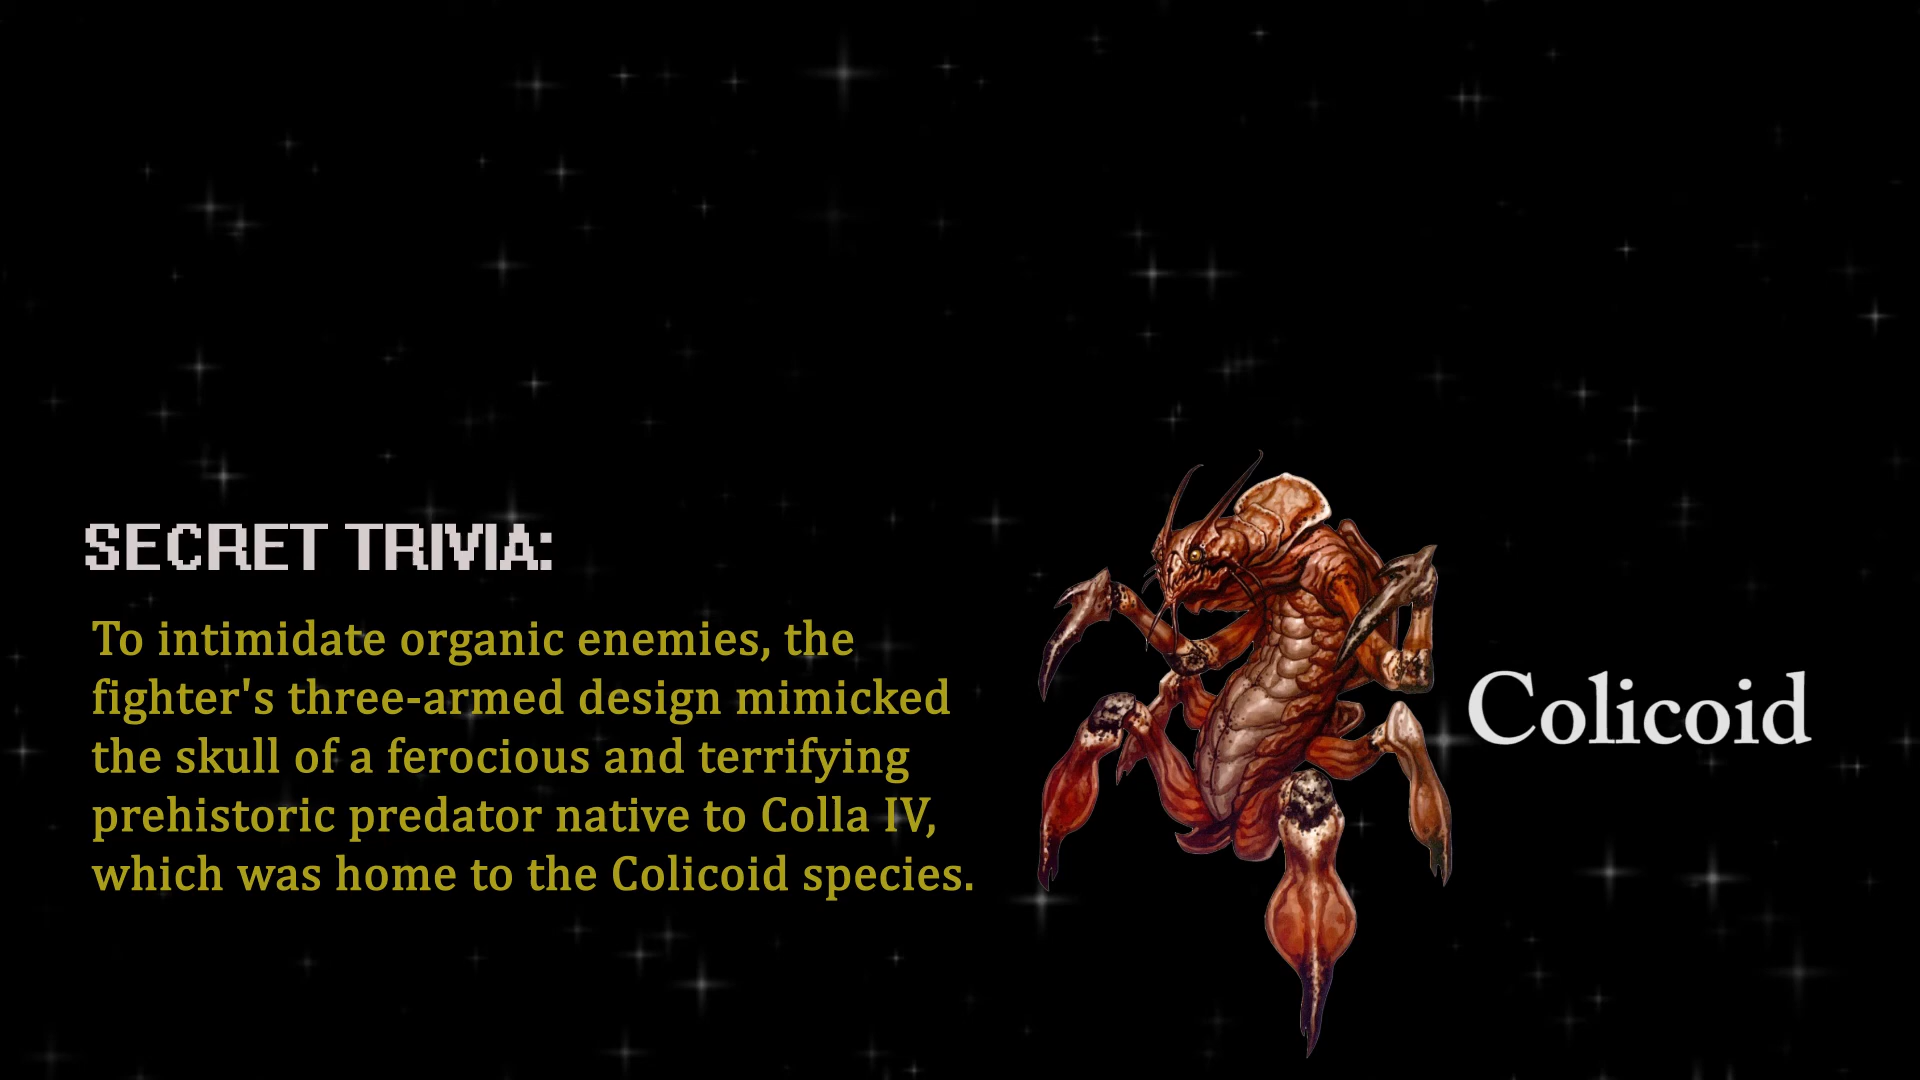 SECRET TRIVIA:
To intimidate organic enemies, the
fighter's three-armed design mimicked
the skull of a ferocious and terrifying
prehistoric predator native to Colla IV,
which was home to the Colicoid species.
Colicoid